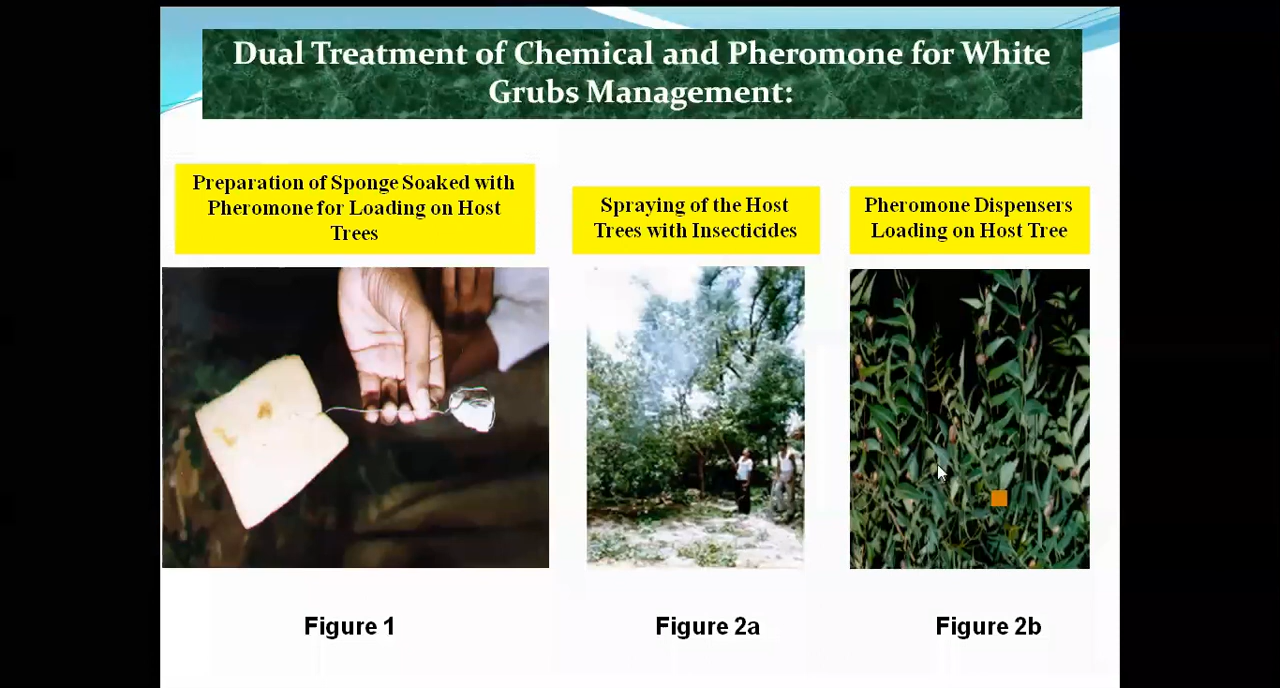 Dual Treatment of Chemical and Pheromone for White
Grubs Management:
Preparation of Sponge Soaked with
Pheromone for Loading on Host
Trees
Spraying of the Host
Trees with Insecticides
Pheromone Dispensers
Loading on Host Tree
Figure 1
Figure 2a
Figure 2b